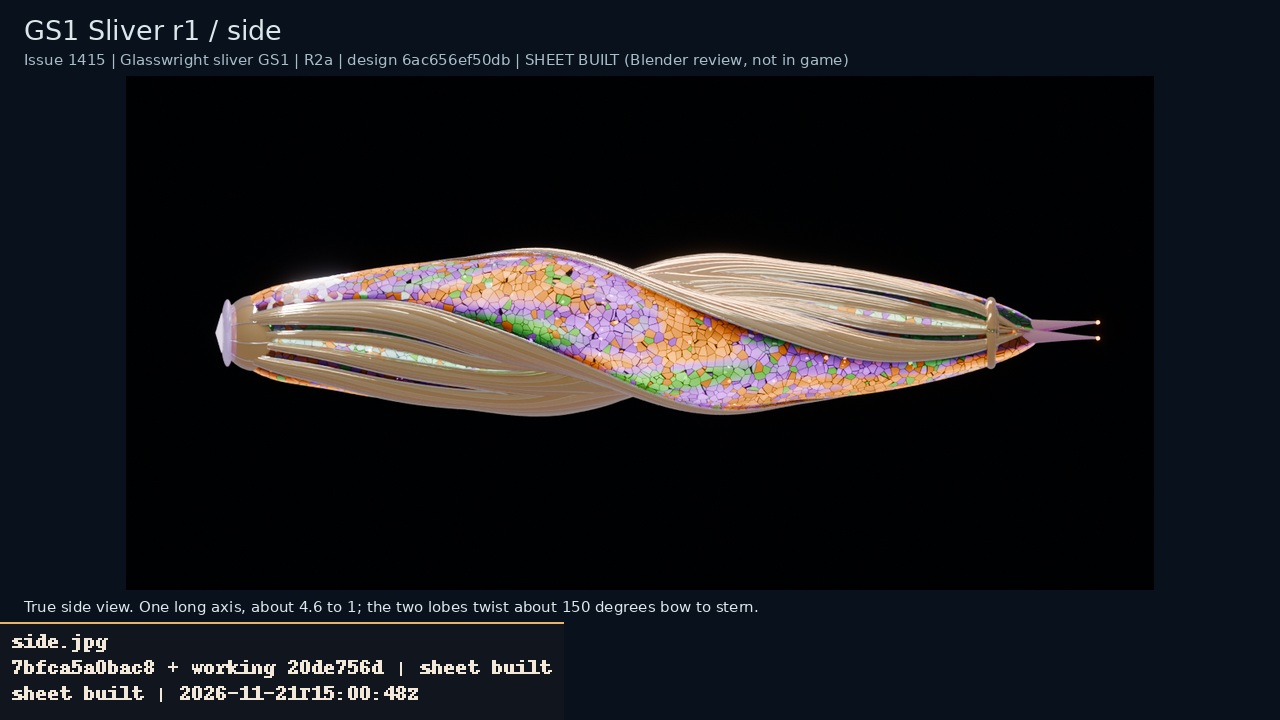 GS1 Sliver r1 / side
Issue 1415 | Glasswright sliver GS1 | R2a | design 6ac656ef50db | SHEET BUILT (Blender review, not in game)
True side view. One long axis, about 4.6 to 1; the two lobes twist about 150 degrees bow to stern.
side.jpg
7bfca5a0bac8 + working 20de756d | sheet built
sheet built | 2026-11-21T15:00:48Z